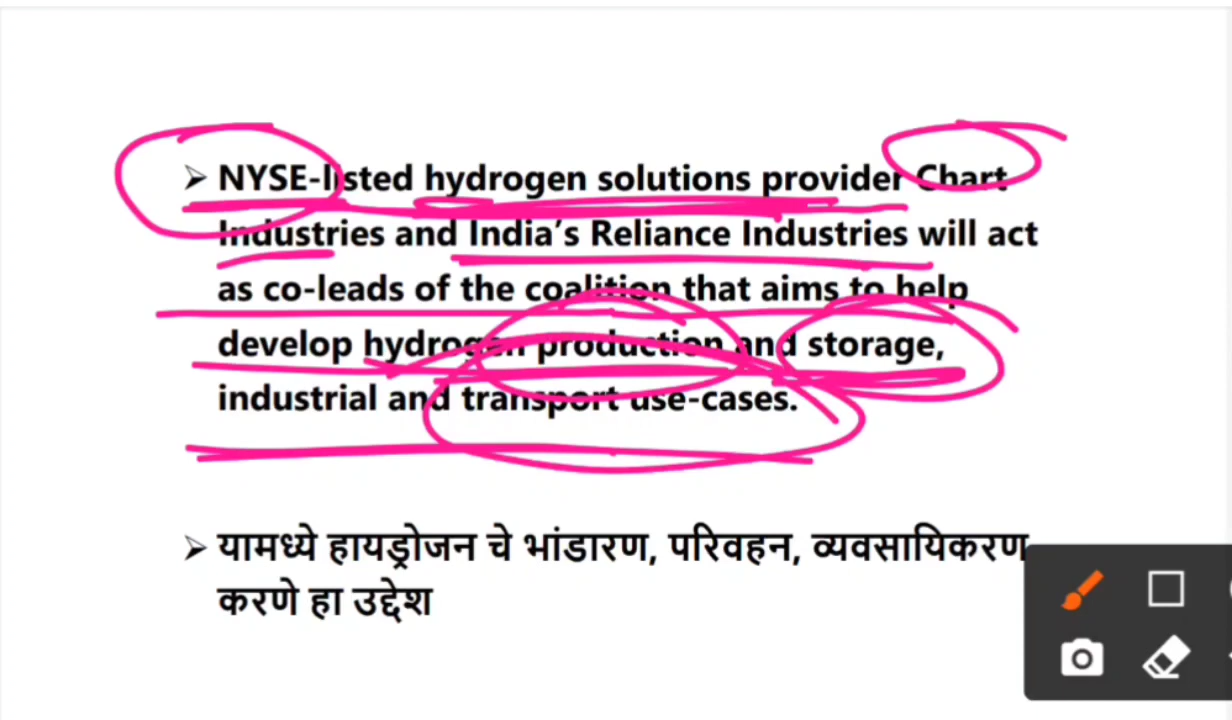 ➢ NYSE-listed hydrogen solutions provider Chart
Industries and India’s Reliance Industries will act
as co-leads of the coalition that aims to help
develop hydrogen production and storage,
industrial and transport use-cases.
➢ यामध्ये हायड्रोजन चे भांडारण, परिवहन, व्यवसायिकरण
करणे हा उद्देश